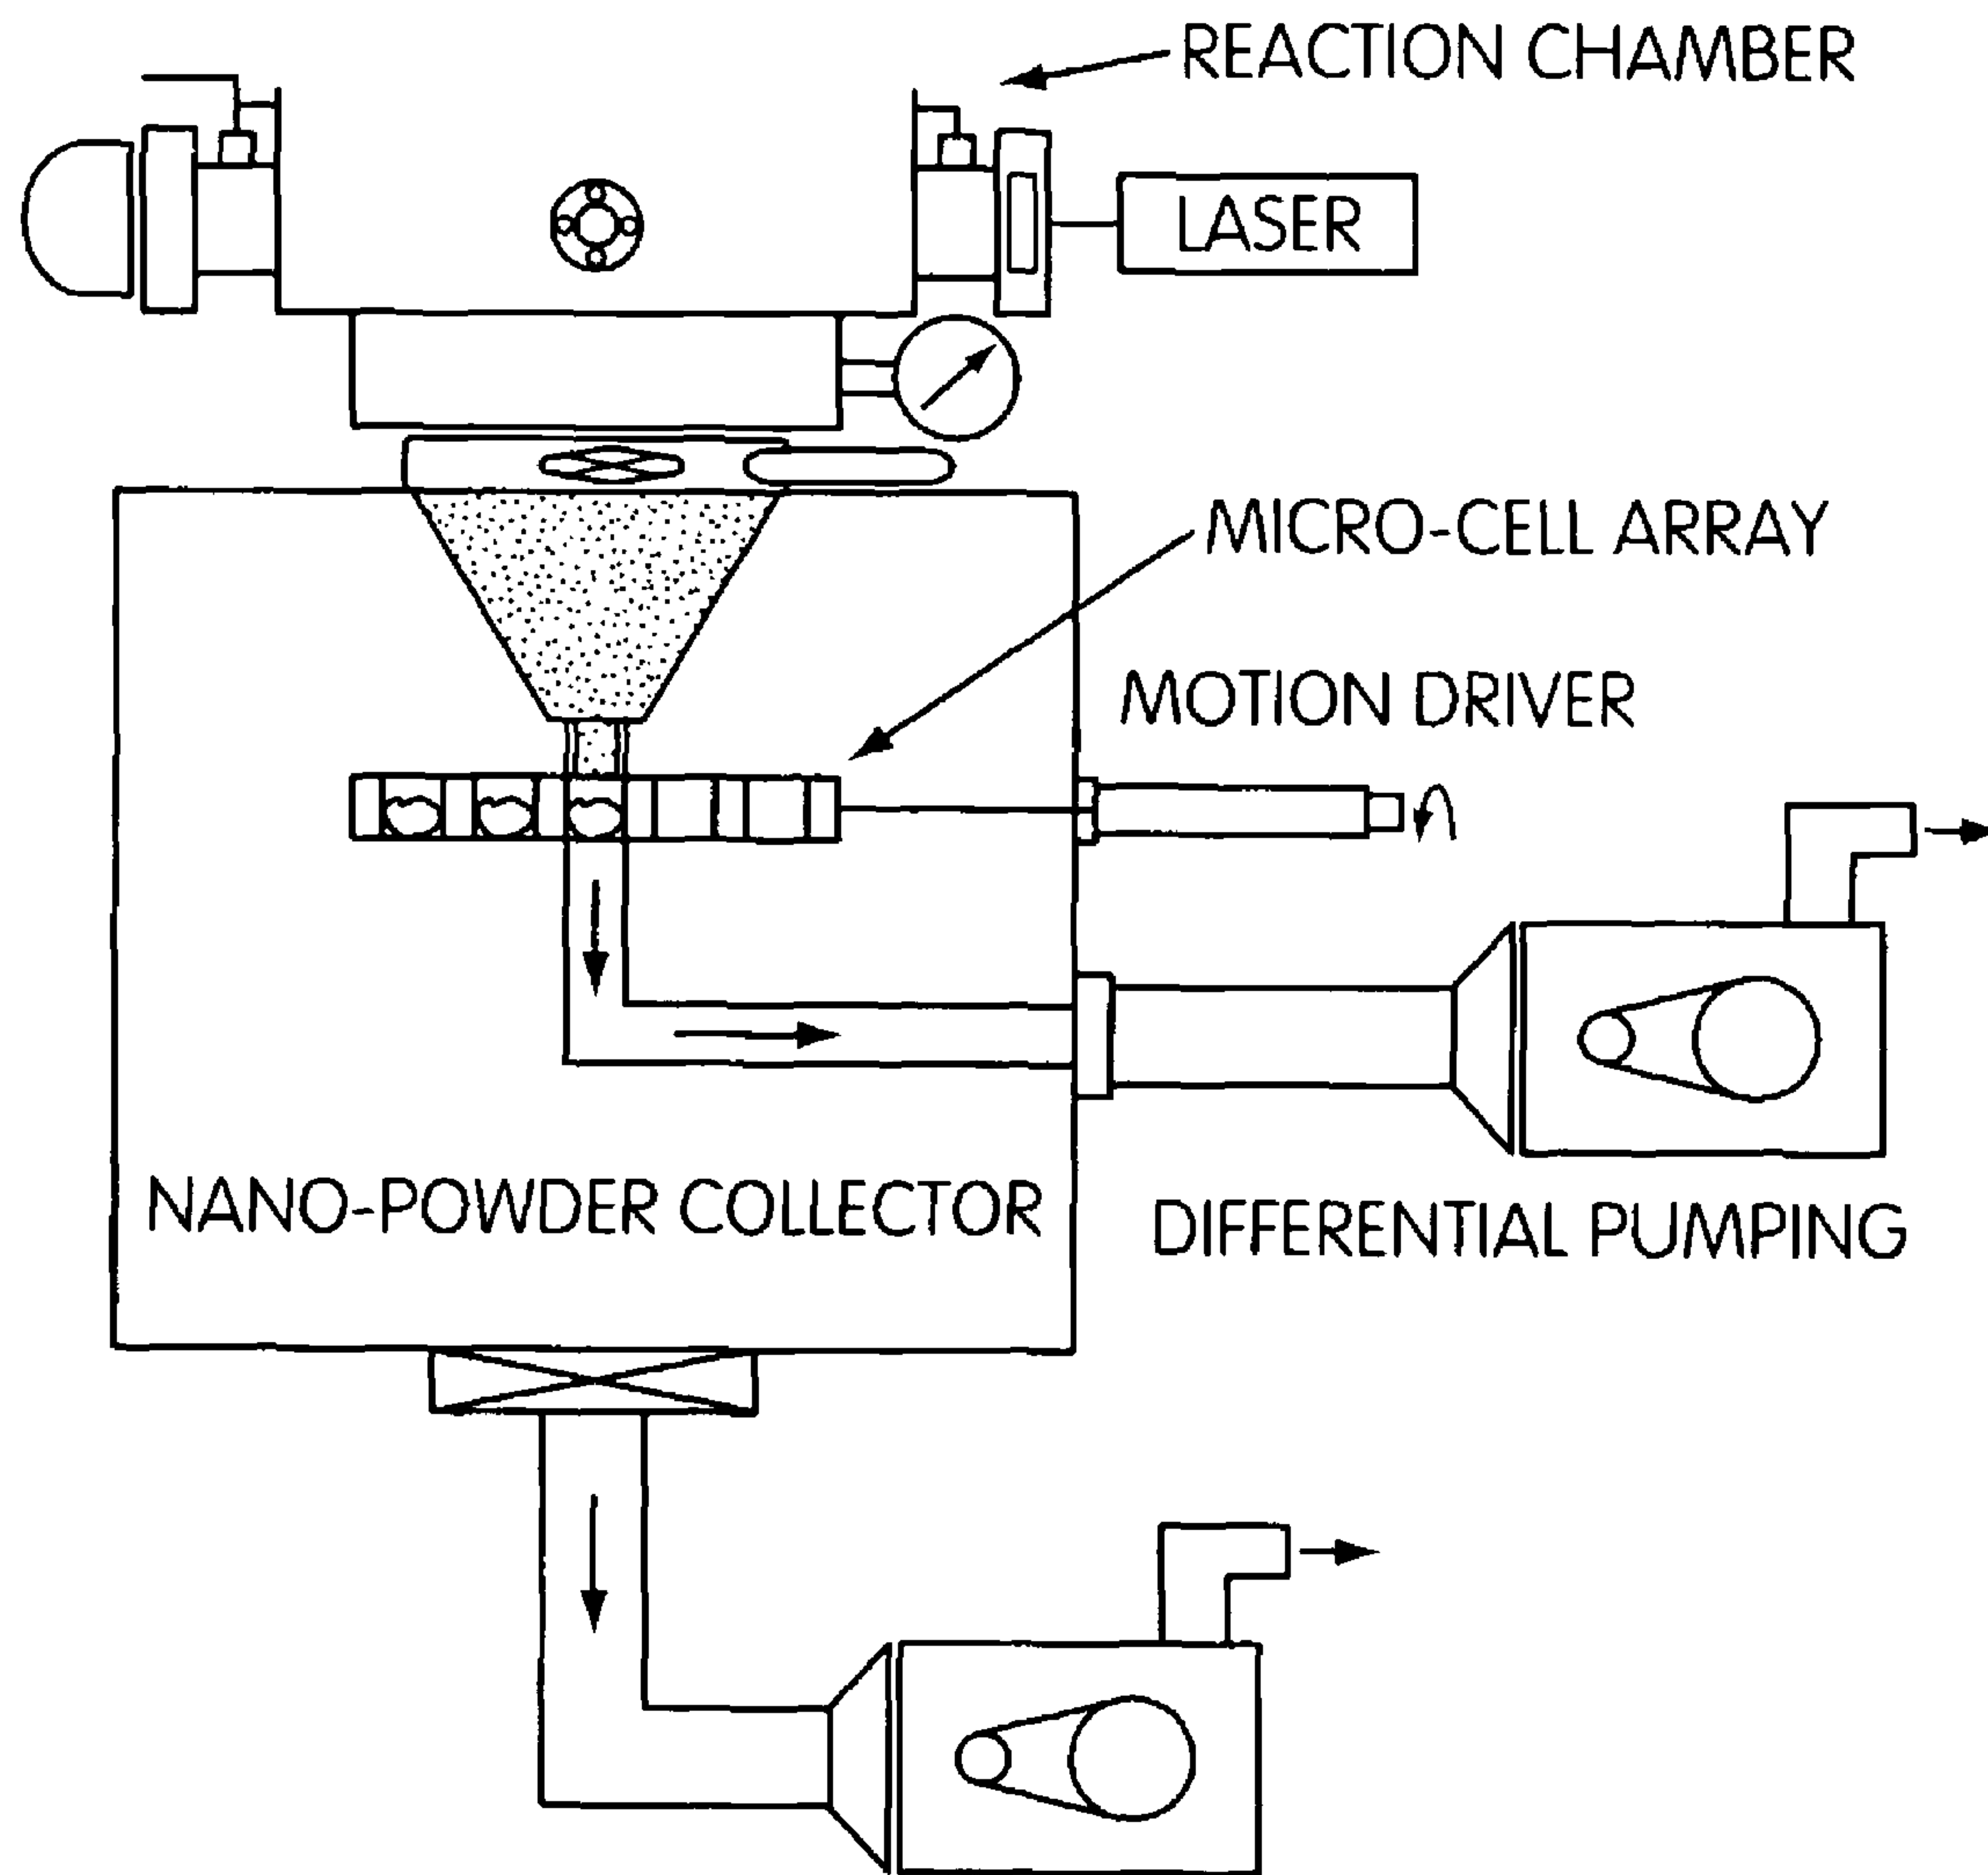 REACTION CHAMBER
LASER
MICRO-CELL ARRAY
MOTION DRIVER
NANO-POWDER COLLECTOR
DIFFERENTIAL PUMPING